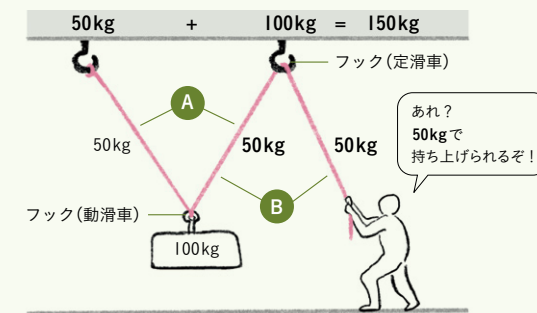 50kg + 100kg = 150kg
フック(定滑車)
A
あれ?
50kgで
持ち上げられるぞ!
50kg 50kg 50kg
B
フック(動滑車)
100kg